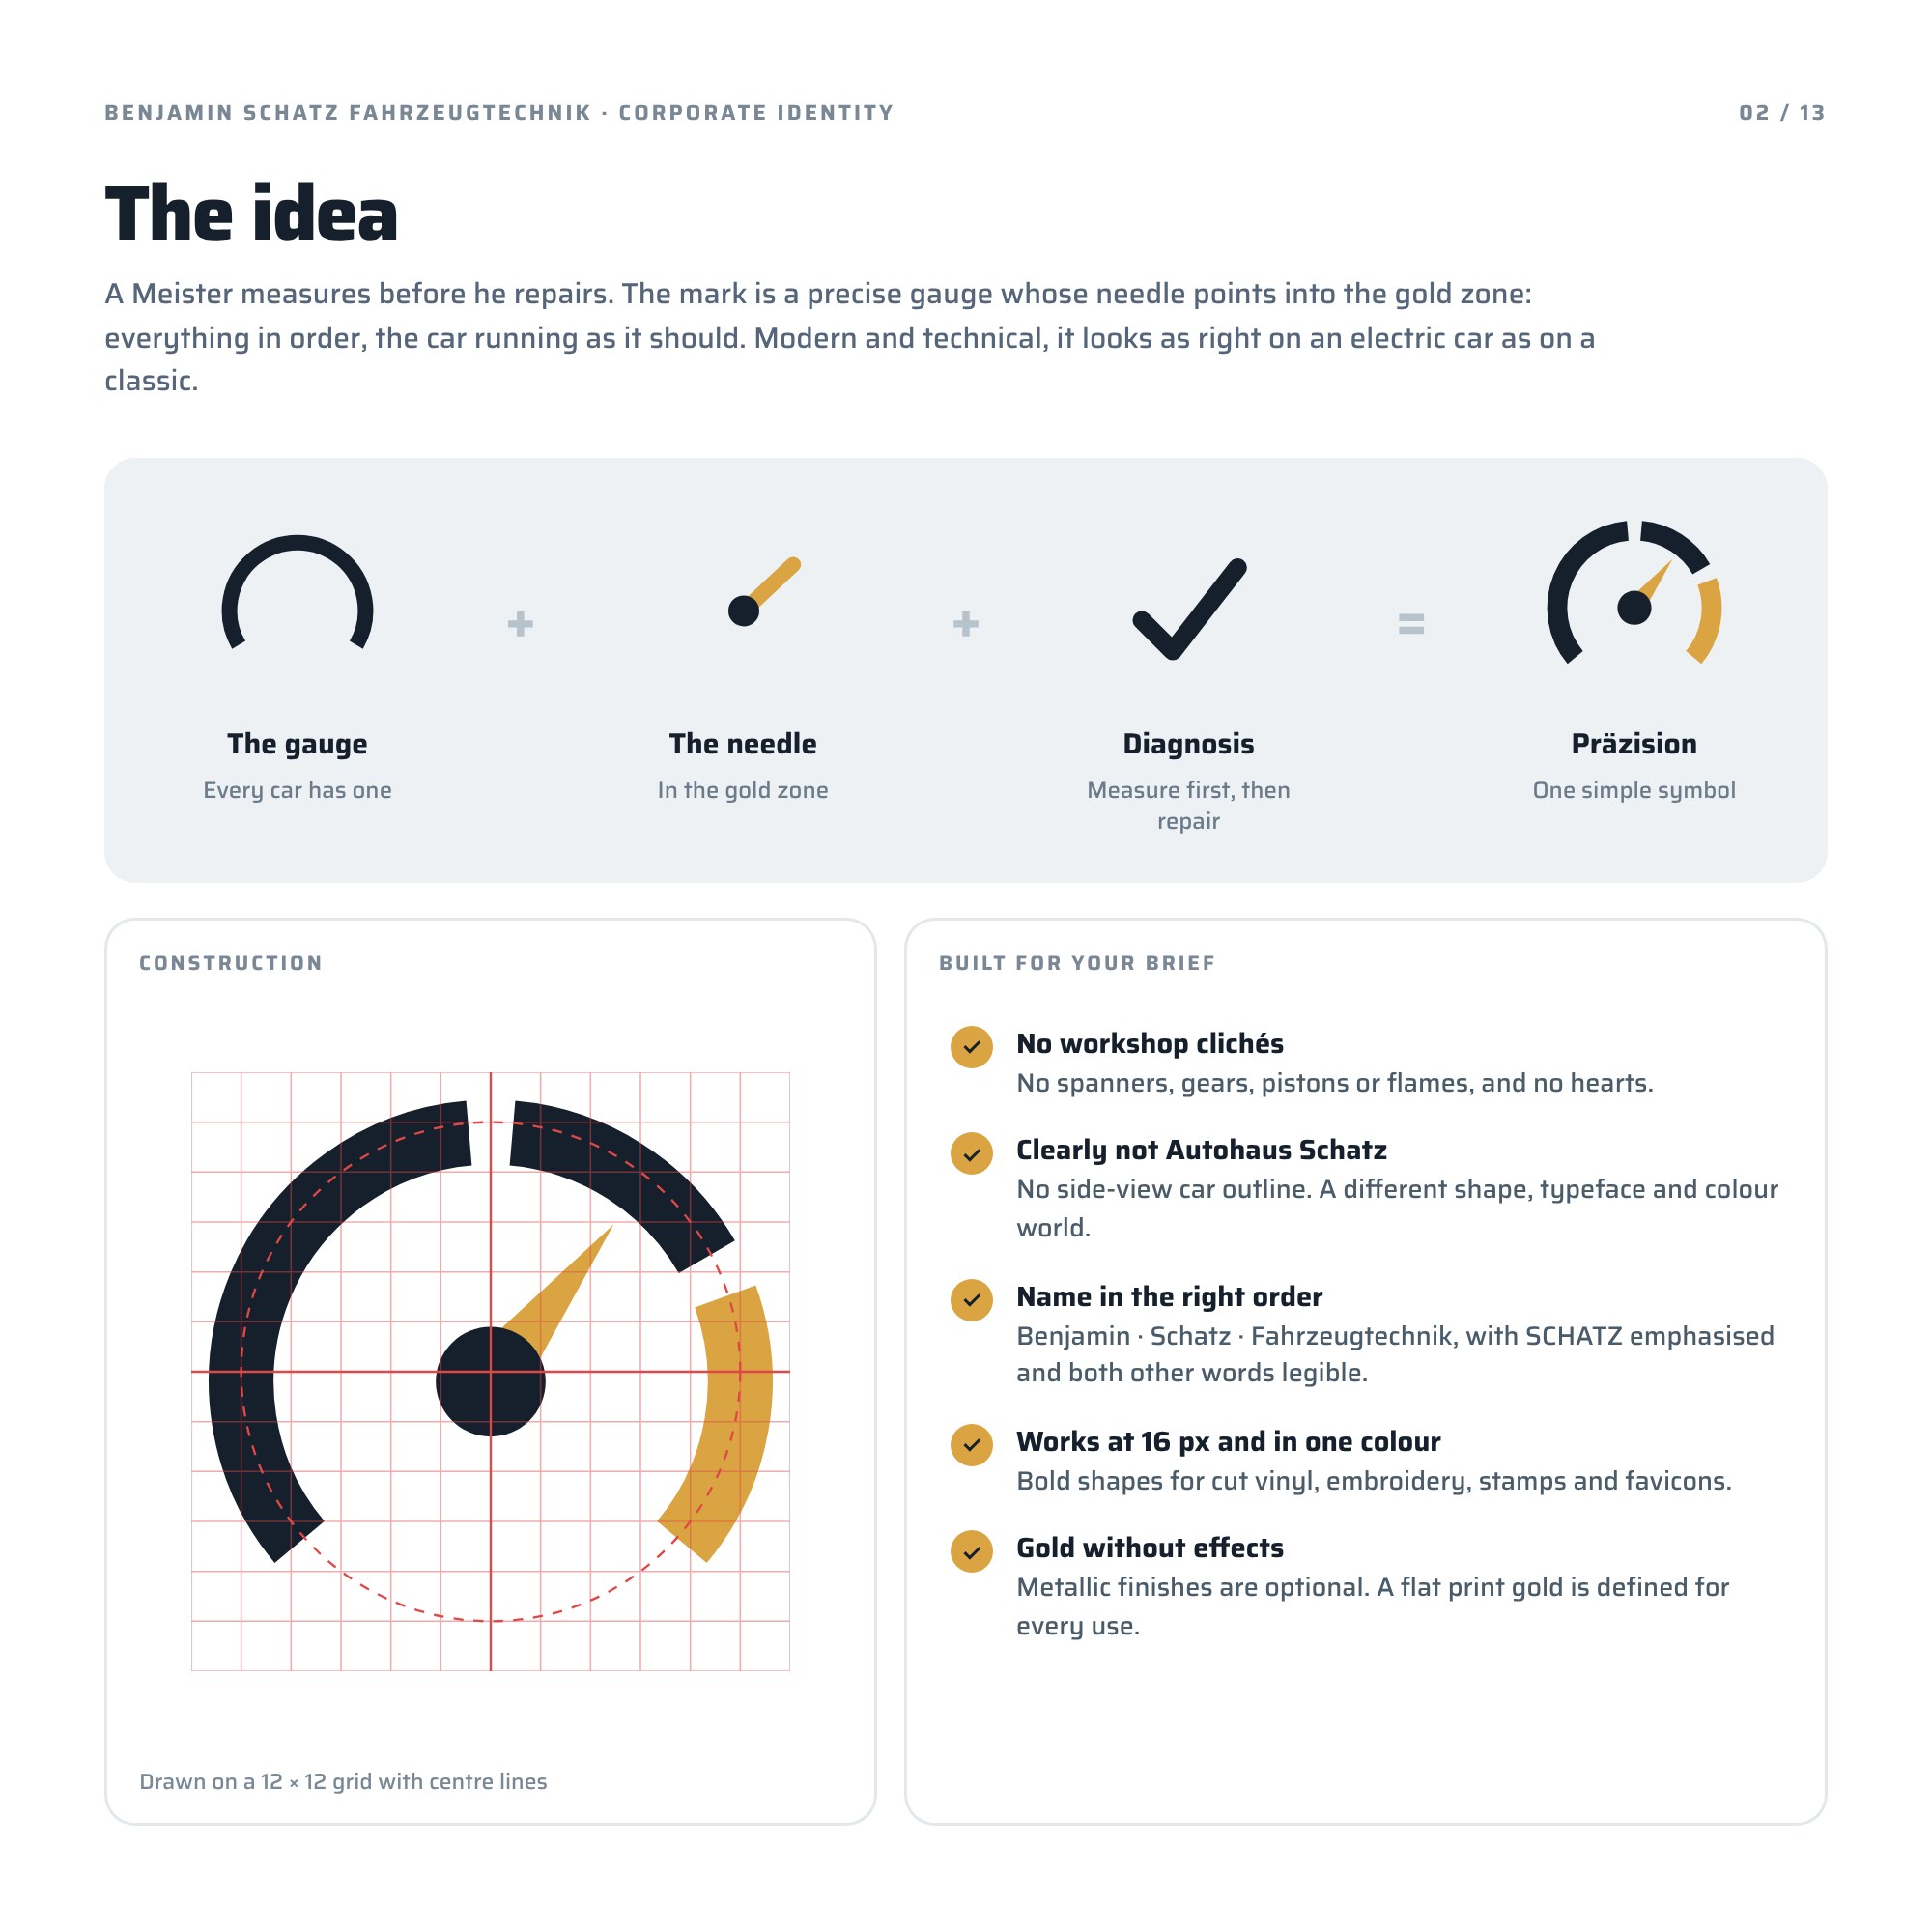 BENJAMIN SCHATZ FAHRZEUGTECHNIK · CORPORATE IDENTITY
02 / 13
The idea
A Meister measures before he repairs. The mark is a precise gauge whose needle points into the gold zone:
everything in order, the car running as it should. Modern and technical, it looks as right on an electric car as on a
classic.
+
+
=
The gauge
Every car has one
The needle
In the gold zone
Diagnosis
Measure first, then
repair
Präzision
One simple symbol
CONSTRUCTION
Drawn on a 12 × 12 grid with centre lines
BUILT FOR YOUR BRIEF
No workshop clichés
No spanners, gears, pistons or flames, and no hearts.
Clearly not Autohaus Schatz
No side-view car outline. A different shape, typeface and colour
world.
Name in the right order
Benjamin · Schatz · Fahrzeugtechnik, with SCHATZ emphasised
and both other words legible.
Works at 16 px and in one colour
Bold shapes for cut vinyl, embroidery, stamps and favicons.
Gold without effects
Metallic finishes are optional. A flat print gold is defined for
every use.